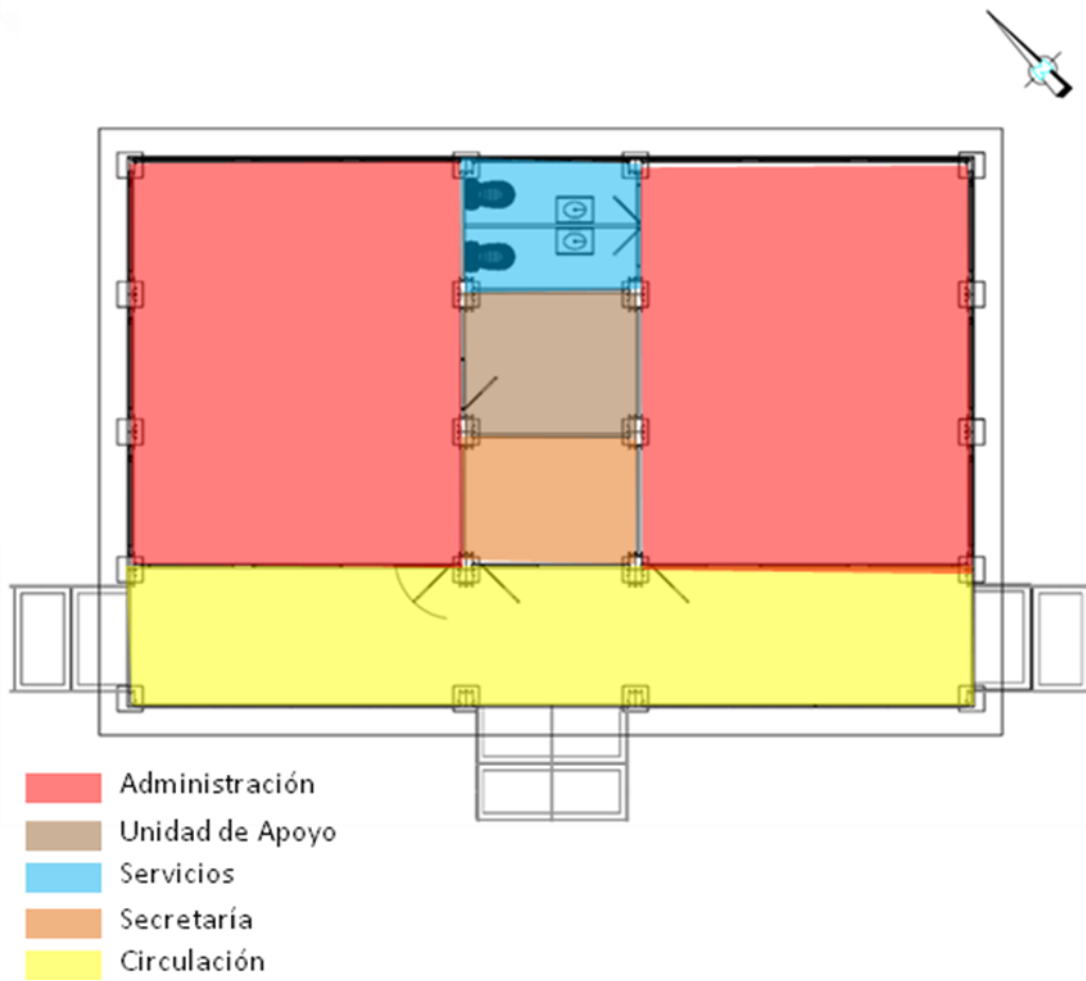 Administración
Unidad de Apoyo
Servicios
Secretaría
Circulación